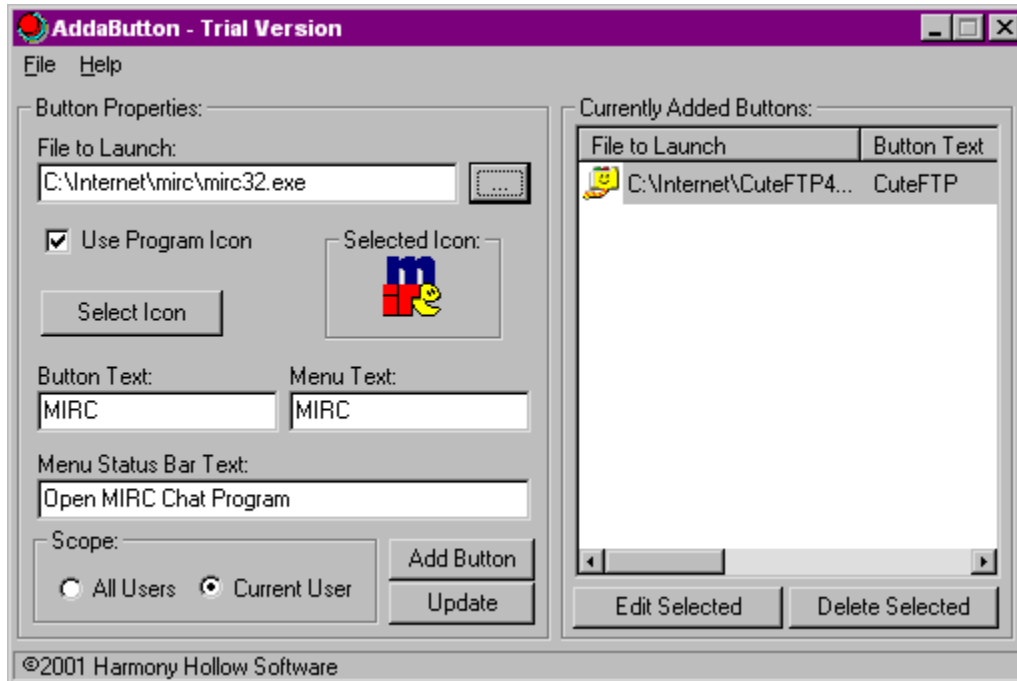 AddaButton - Trial Version
File Help
Button Properties:
File to Launch:
C:\Internet\mirc\mirc32.exe
...
Use Program Icon
Selected Icon:
mirc
Select Icon
Button Text:
Menu Text:
MIRC
MIRC
Menu Status Bar Text:
Open MIRC Chat Program
Scope:
All Users
Current User
Add Button
Update
Currently Added Buttons:
File to Launch
Button Text
C:\Internet\CuteFTP4...
CuteFTP
Edit Selected
Delete Selected
©2001 Harmony Hollow Software